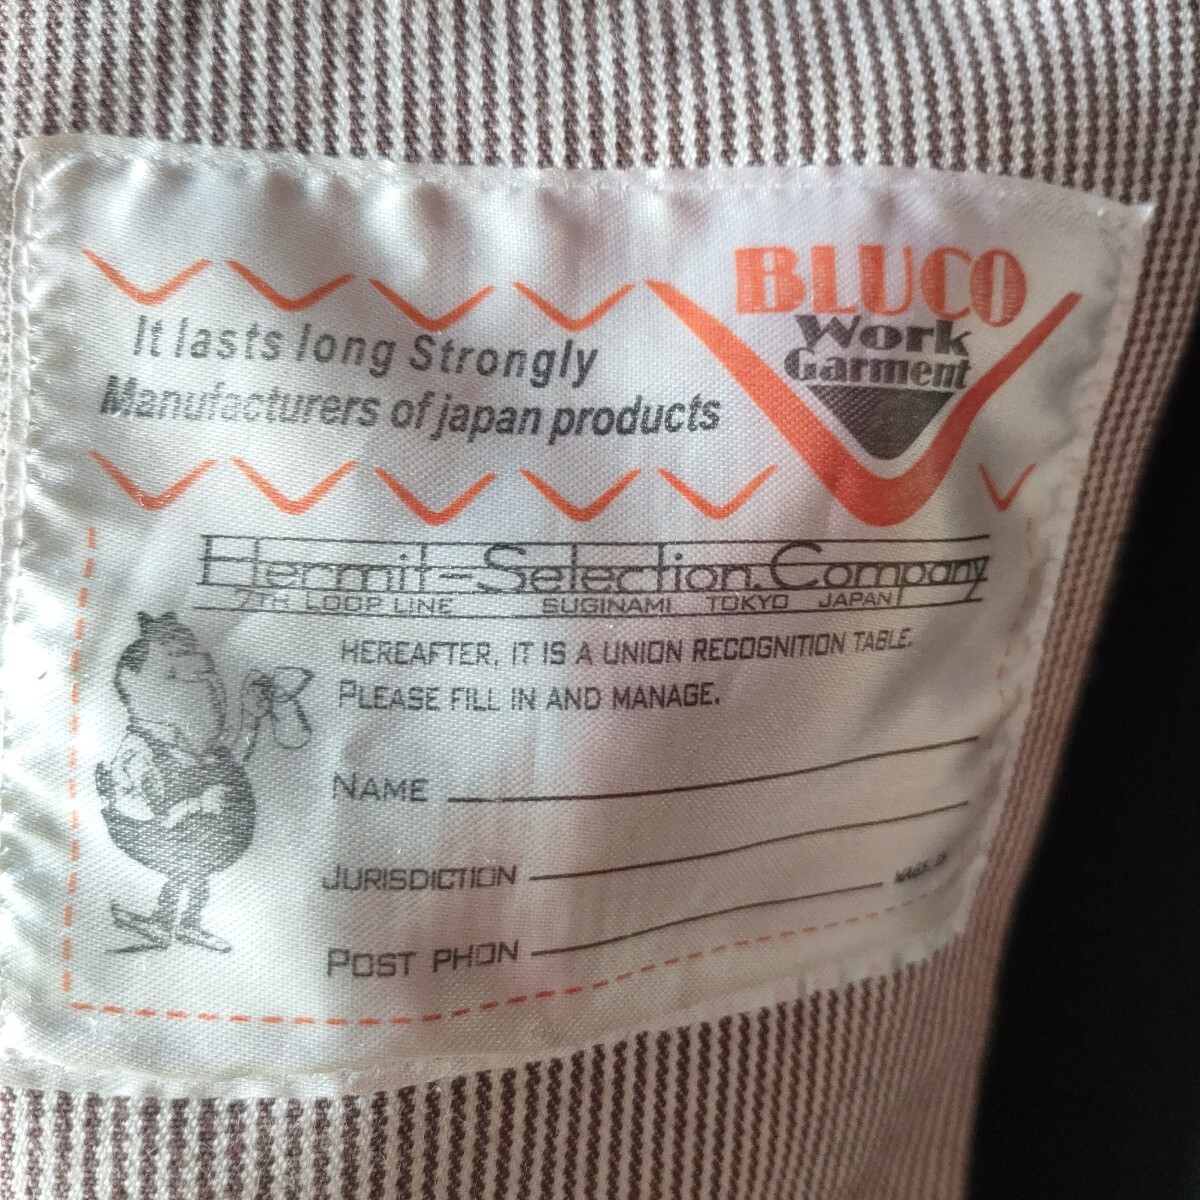 BLUCO
Work
Garment
It lasts long Strongly
Manufacturers of japan products
Hermit-Selection.Company
7TH LOOP LINE SUGINAMI TOKYO JAPAN
HEREAFTER, IT IS A UNION RECOGNITION TABLE.
PLEASE FILL IN AND MANAGE.
NAME
JURISDICTION
POST PHON